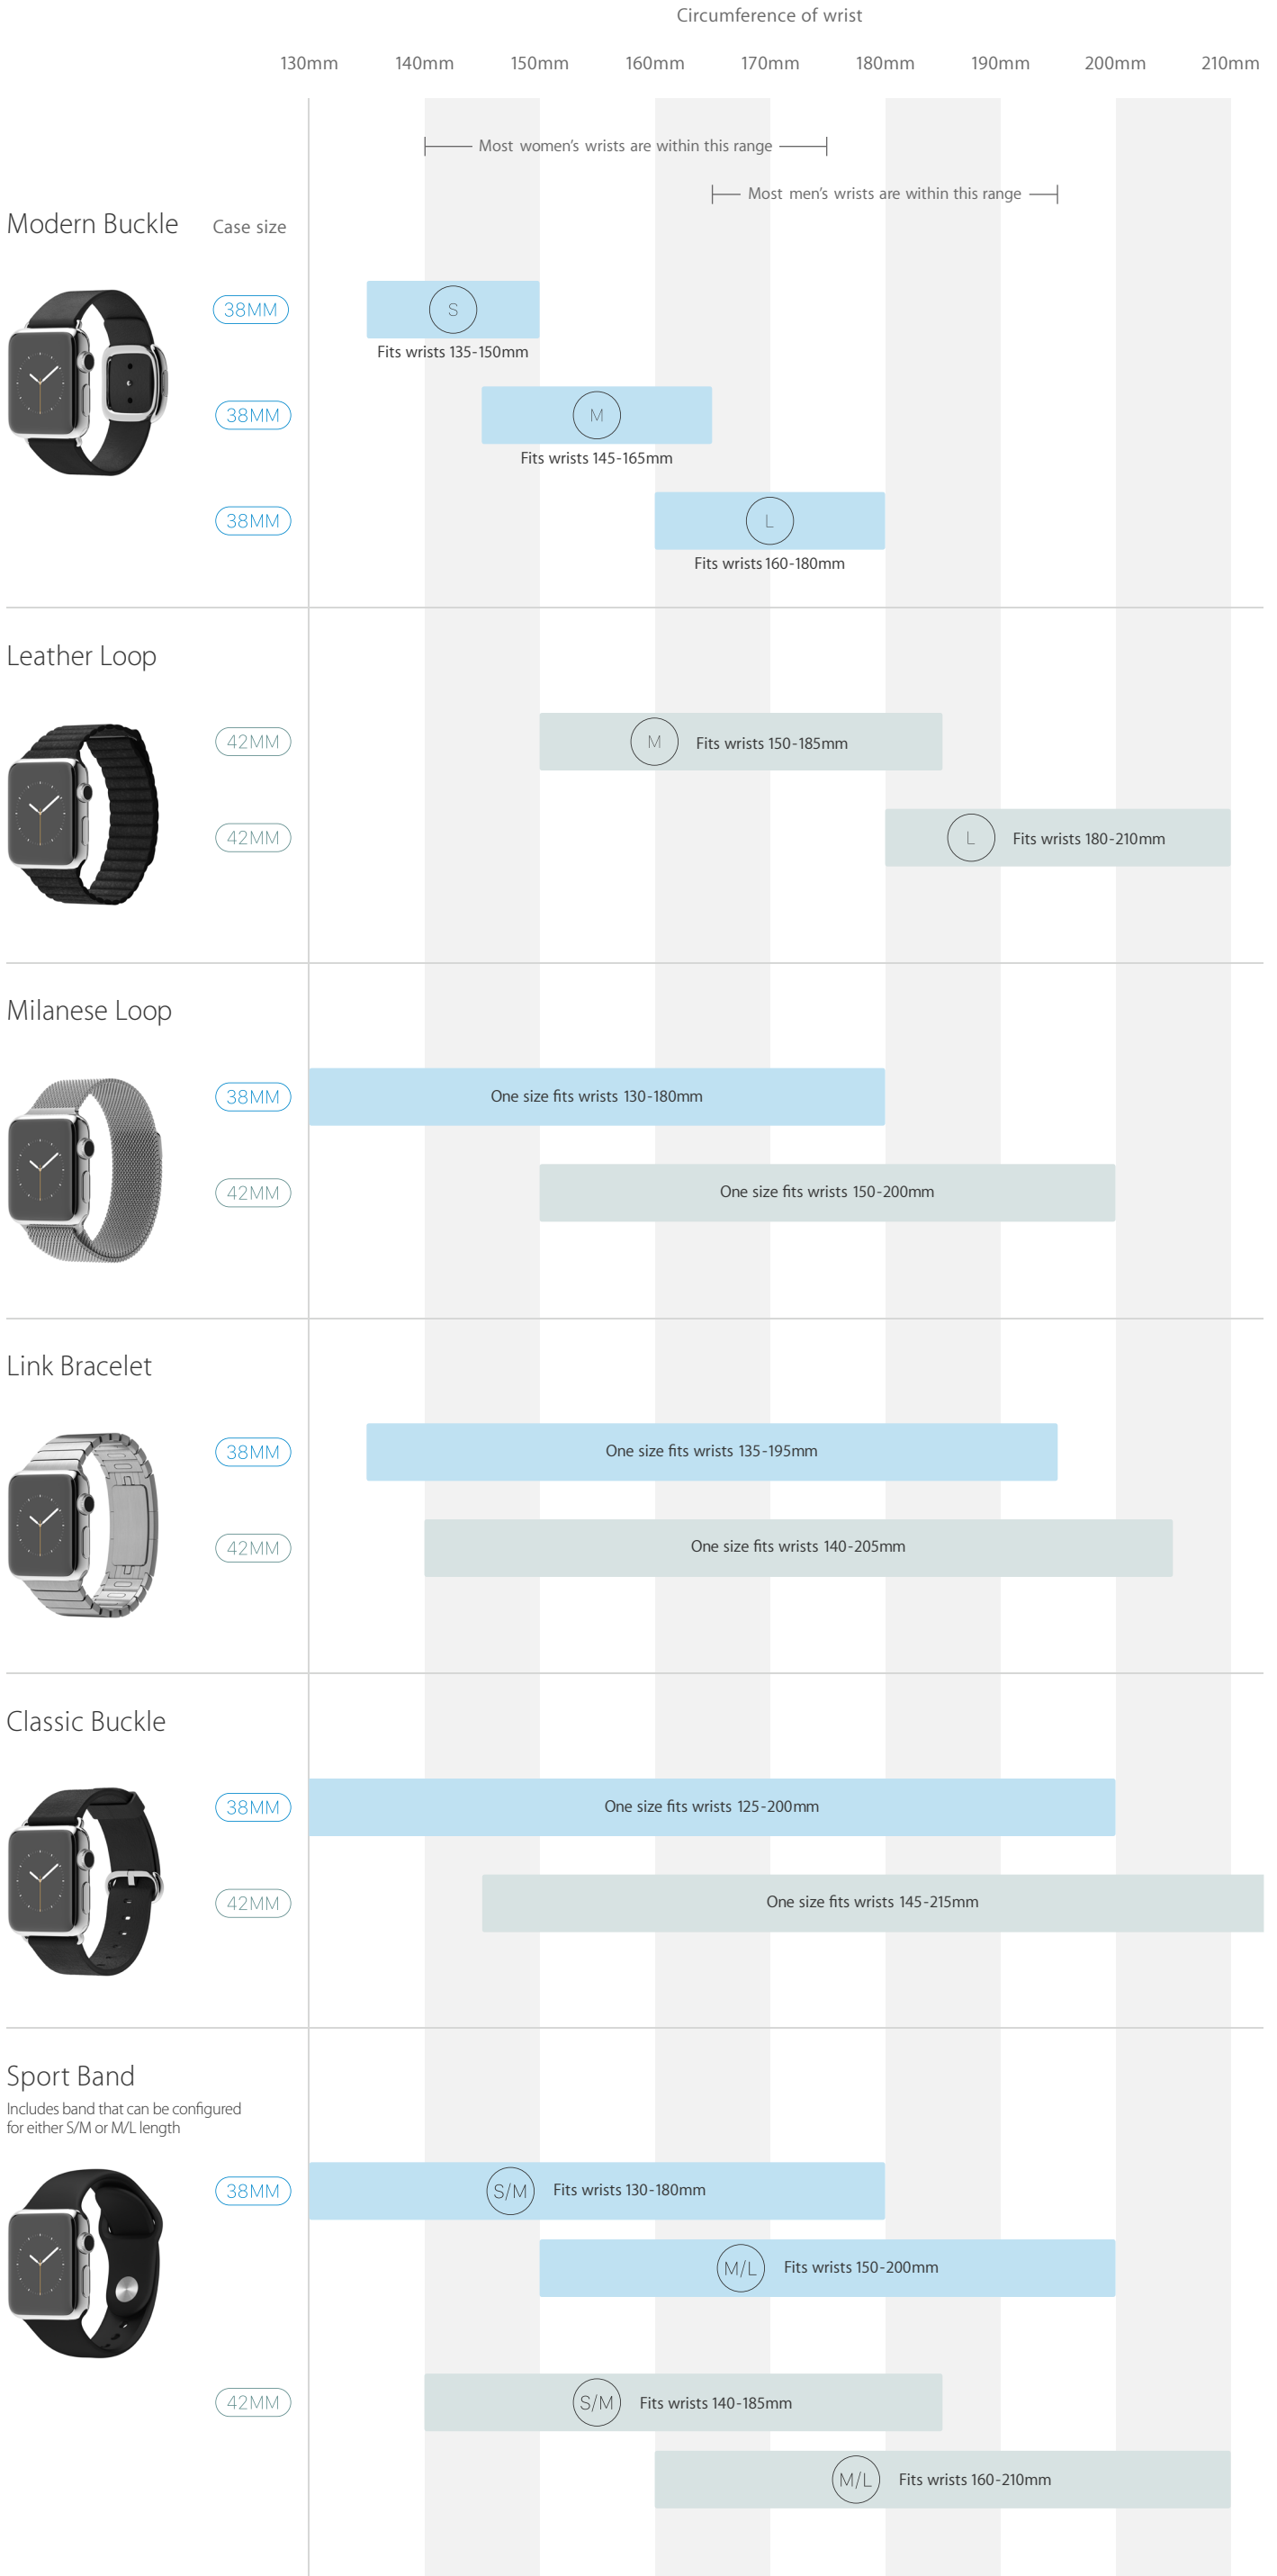 Circumference of wrist
130mm 140mm 150mm 160mm 170mm 180mm 190mm 200mm 210mm
Most women’s wrists are within this range
Most men’s wrists are within this range
Modern Buckle Case size
38MM S
Fits wrists 135-150mm
38MM M
Fits wrists 145-165mm
38MM L
Fits wrists 160-180mm
Leather Loop
42MM M Fits wrists 150-185mm
42MM L Fits wrists 180-210mm
Milanese Loop
38MM One size fits wrists 130-180mm
42MM One size fits wrists 150-200mm
Link Bracelet
38MM One size fits wrists 135-195mm
42MM One size fits wrists 140-205mm
Classic Buckle
38MM One size fits wrists 125-200mm
42MM One size fits wrists 145-215mm
Sport Band
Includes band that can be configured
for either S/M or M/L length
38MM S/M Fits wrists 130-180mm
M/L Fits wrists 150-200mm
42MM S/M Fits wrists 140-185mm
M/L Fits wrists 160-210mm